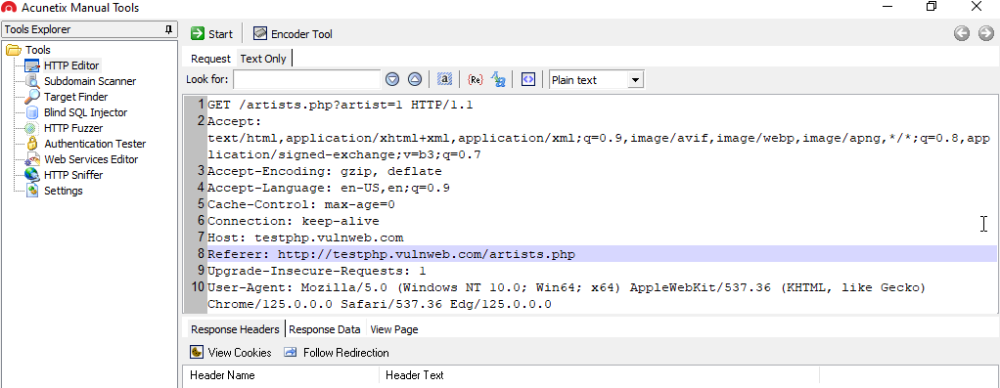 Acunetix Manual Tools
Tools Explorer
Tools
HTTP Editor
Subdomain Scanner
Target Finder
Blind SQL Injector
HTTP Fuzzer
Authentication Tester
Web Services Editor
HTTP Sniffer
Settings
Start Encoder Tool
Request Text Only
Look for: a (Re) Plain text
1 GET /artists.php?artist=1 HTTP/1.1
2 Accept:
text/html,application/xhtml+xml,application/xml;q=0.9,image/avif,image/webp,image/apng,*/*;q=0.8,app
lication/signed-exchange;v=b3;q=0.7
3 Accept-Encoding: gzip, deflate
4 Accept-Language: en-US,en;q=0.9
5 Cache-Control: max-age=0
6 Connection: keep-alive
7 Host: testphp.vulnweb.com
8 Referer: http://testphp.vulnweb.com/artists.php
9 Upgrade-Insecure-Requests: 1
10 User-Agent: Mozilla/5.0 (Windows NT 10.0; Win64; x64) AppleWebKit/537.36 (KHTML, like Gecko)
Chrome/125.0.0.0 Safari/537.36 Edg/125.0.0.0
Response Headers Response Data View Page
View Cookies Follow Redirection
Header Name Header Text